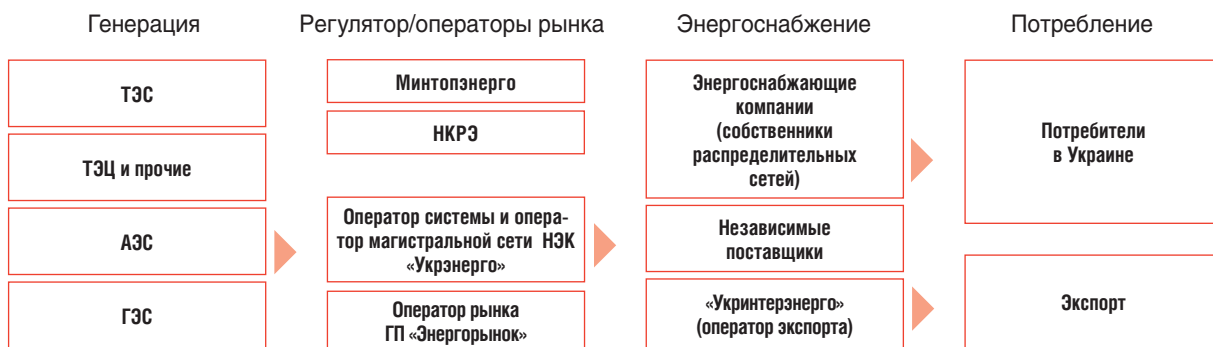 Генерация
Регулятор/операторы рынка
Энергоснабжение
Потребление
ТЭС
ТЭЦ и прочие
АЭС
ГЭС
Минтопэнерго
НКРЭ
Оператор системы и опера-
тор магистральной сети НЭК
«Укрэнерго»
Оператор рынка
ГП «Энергорынок»
Энергоснабжающие
компании
(собственники
распределительных
сетей)
Независимые
поставщики
«Укринтерэнерго»
(оператор экспорта)
Потребители
в Украине
Экспорт